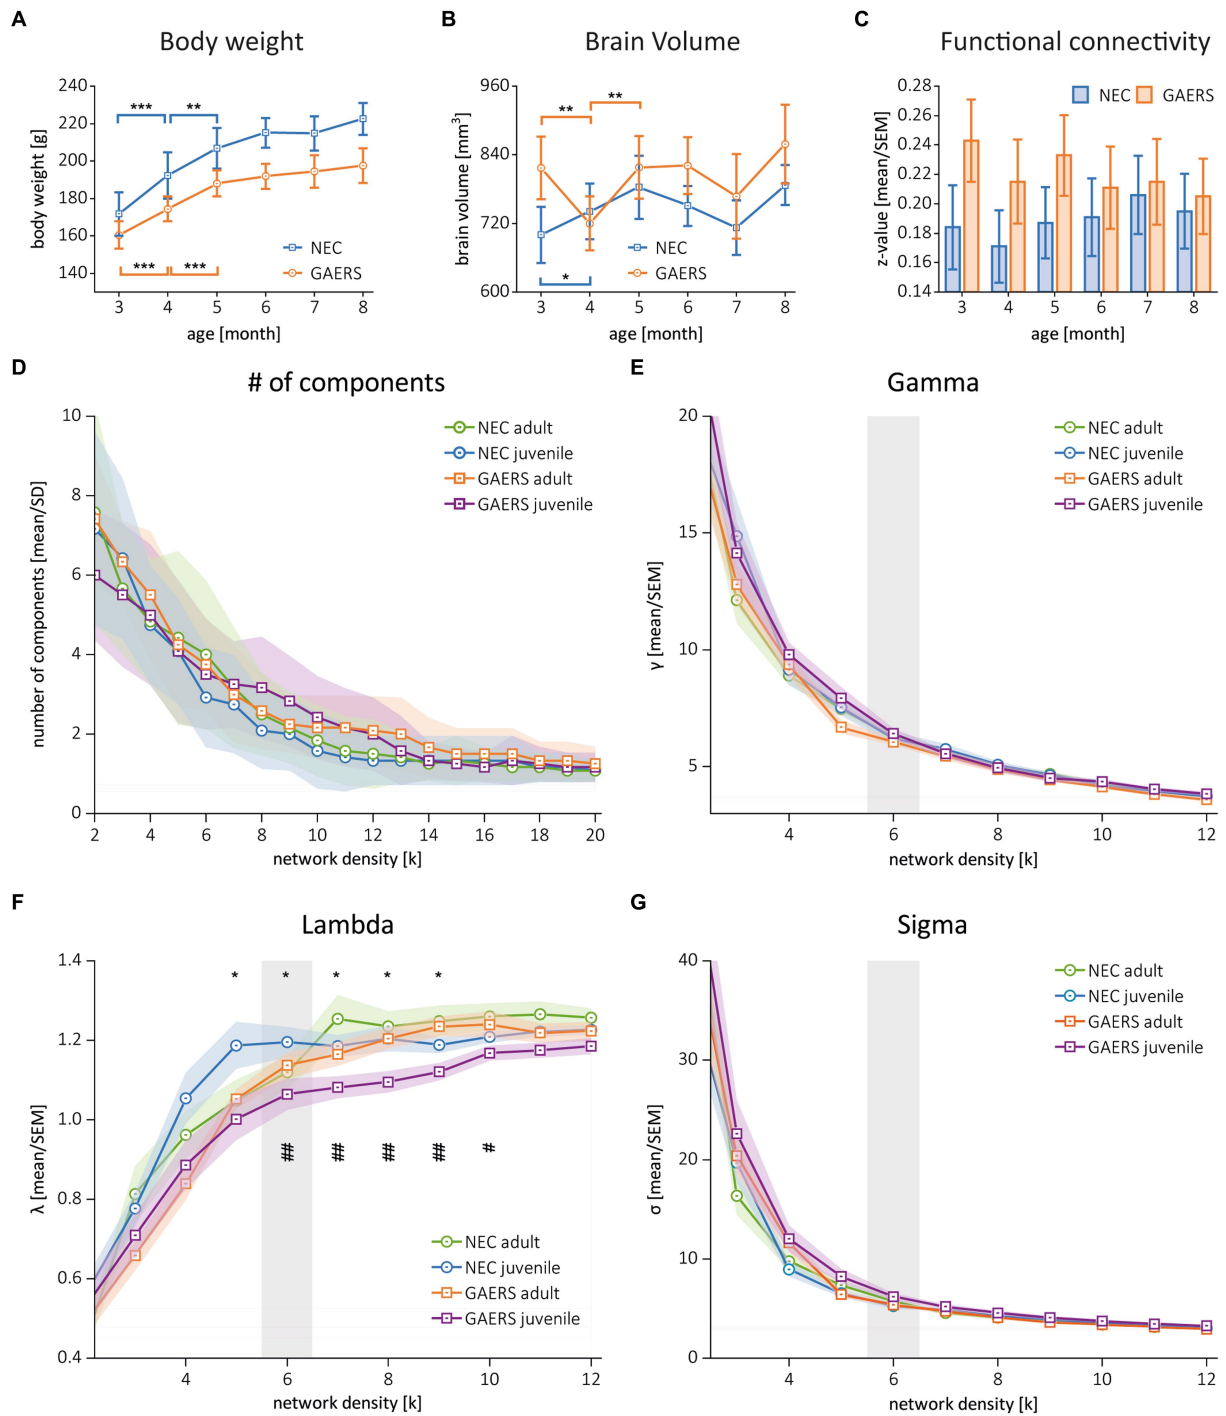 A
Body weight
240
220
200
180
160
140
body weight [g]
***
**
***
***
NEC
GAERS
3 4 5 6 7 8
age [month]
B
Brain Volume
960
840
720
600
brain volume [mm³]
**
**
*
NEC
GAERS
3 4 5 6 7 8
age [month]
C
Functional connectivity
0.28
0.26
0.24
0.22
0.20
0.18
0.16
0.14
z-value [mean/SEM]
NEC GAERS
3 4 5 6 7 8
age [month]
D
# of components
10
8
6
4
2
0
number of components [mean/SD]
NEC adult
NEC juvenile
GAERS adult
GAERS juvenile
2 4 6 8 10 12 14 16 18 20
network density [k]
E
Gamma
20
15
10
5
γ [mean/SEM]
NEC adult
NEC juvenile
GAERS adult
GAERS juvenile
4 6 8 10 12
network density [k]
F
Lambda
1.4
1.2
1.0
0.8
0.6
0.4
λ [mean/SEM]
* * * * *
## ## ## ## #
NEC adult
NEC juvenile
GAERS adult
GAERS juvenile
4 6 8 10 12
network density [k]
G
Sigma
40
30
20
10
0
σ [mean/SEM]
NEC adult
NEC juvenile
GAERS adult
GAERS juvenile
4 6 8 10 12
network density [k]